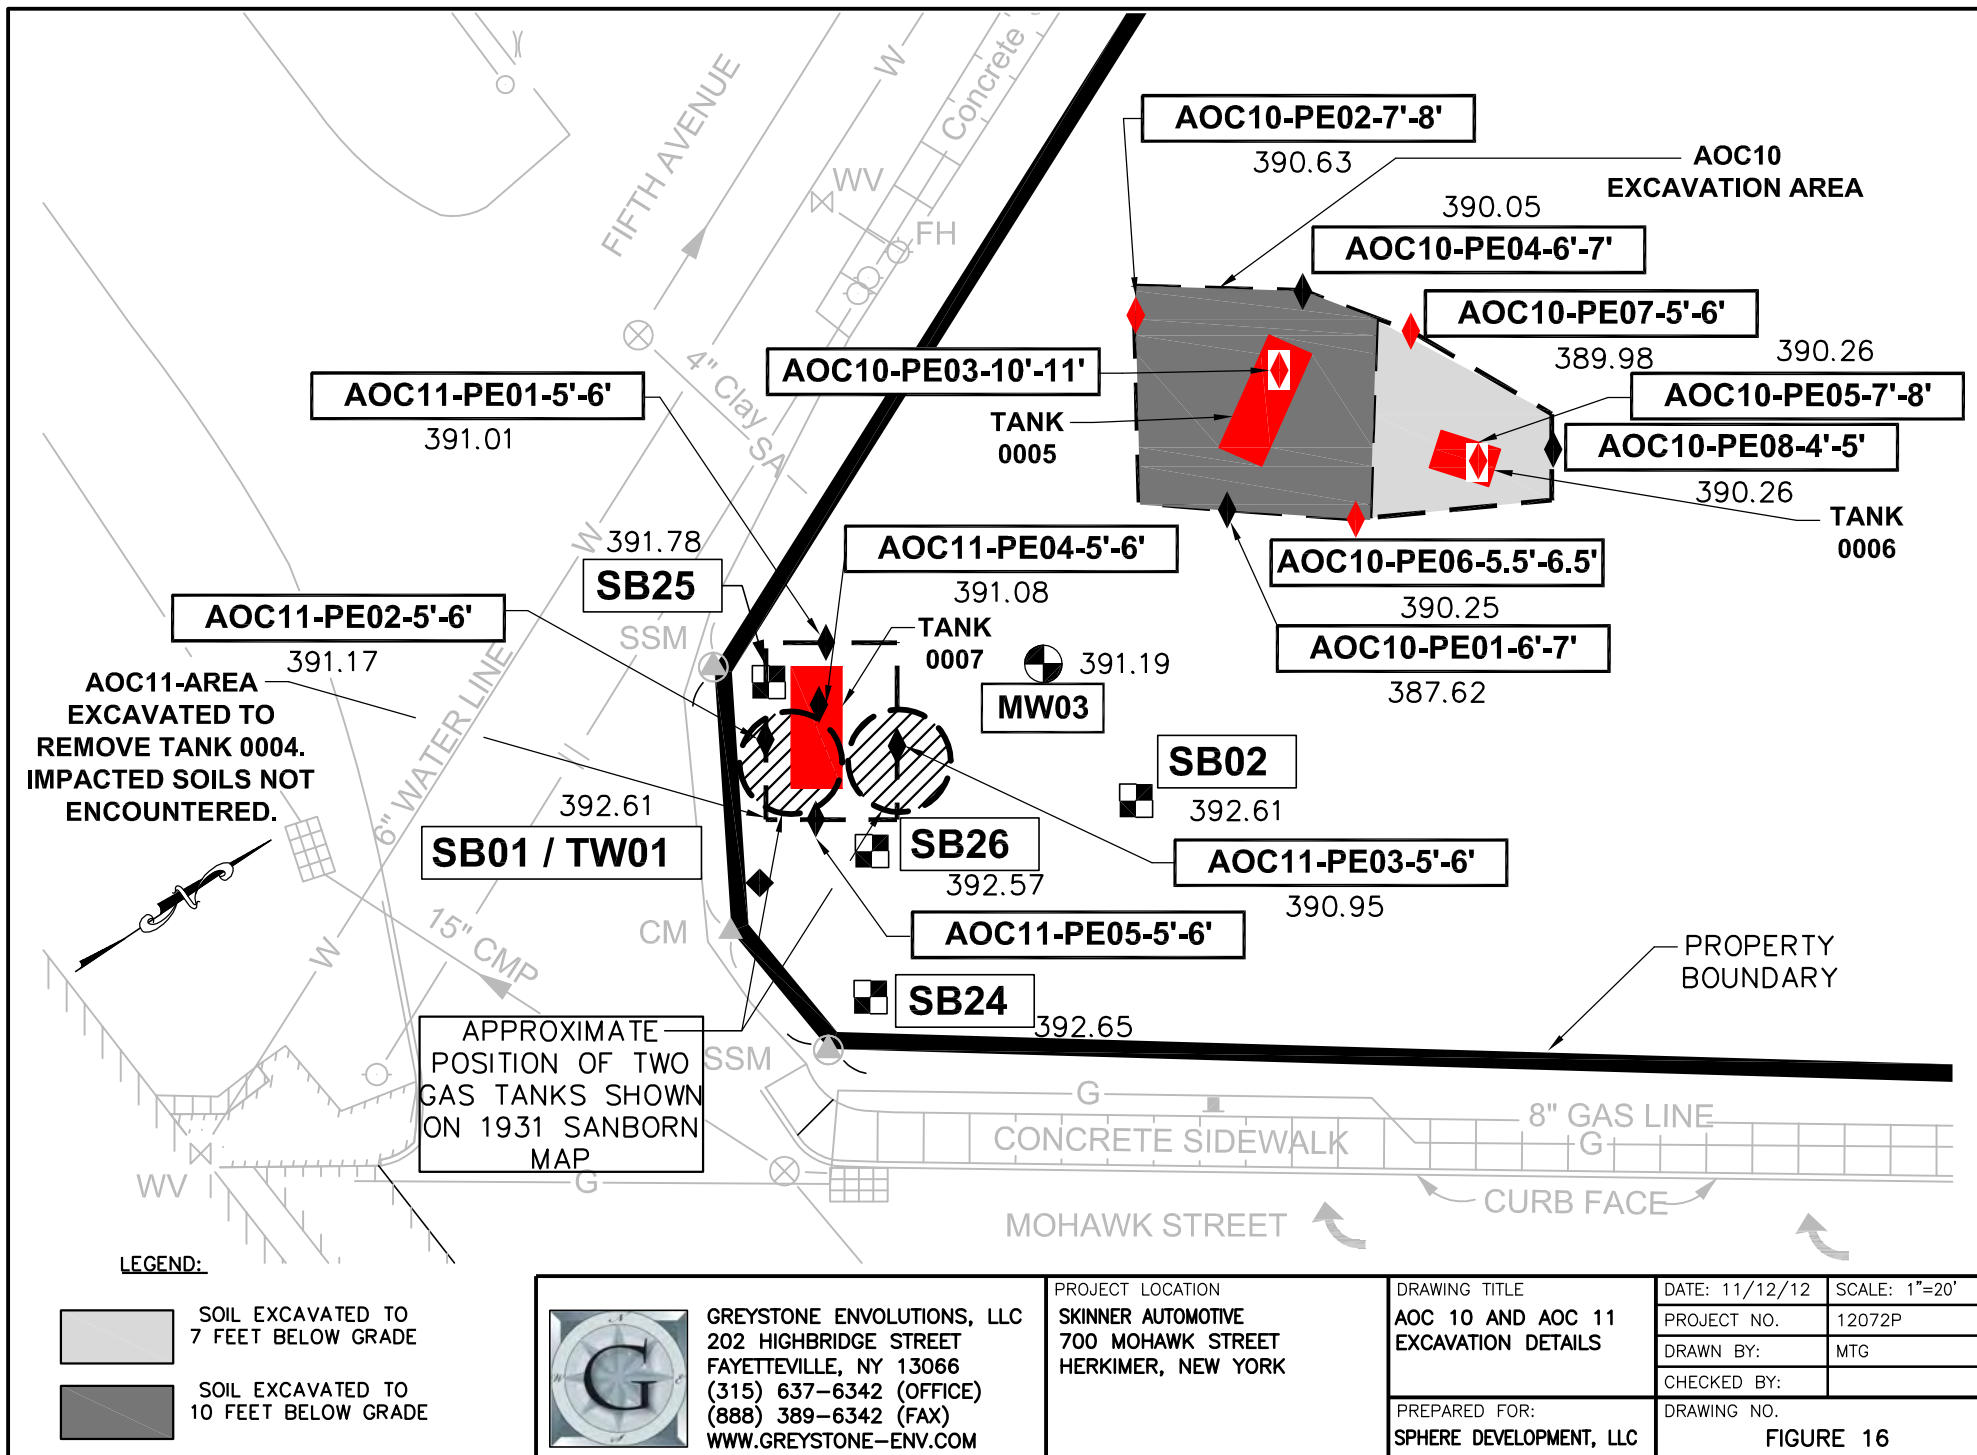 AOC10-PE02-7'-8'
390.63
AOC10
EXCAVATION AREA
390.05
AOC10-PE04-6'-7'
AOC10-PE07-5'-6'
389.98
390.26
AOC10-PE05-7'-8'
AOC10-PE08-4'-5'
390.26
TANK
0006
AOC10-PE03-10'-11'
TANK
0005
AOC10-PE06-5.5'-6.5'
390.25
AOC10-PE01-6'-7'
387.62
FIFTH AVENUE
W
Concrete
WV
FH
4" Clay SA
W
AOC11-PE01-5'-6'
391.01
391.78
SB25
AOC11-PE04-5'-6'
391.08
TANK
0007
SSM
AOC11-PE02-5'-6'
391.17
391.19
MW03
AOC11-AREA
EXCAVATED TO
REMOVE TANK 0004.
IMPACTED SOILS NOT
ENCOUNTERED.
6" WATER LINE
392.61
SB01 / TW01
SB02
392.61
SB26
392.57
AOC11-PE03-5'-6'
390.95
AOC11-PE05-5'-6'
CM
W
15" CMP
SB24
392.65
PROPERTY
BOUNDARY
APPROXIMATE
POSITION OF TWO
GAS TANKS SHOWN
ON 1931 SANBORN
MAP
SSM
G
8" GAS LINE
CONCRETE SIDEWALK
G
WV
G
CURB FACE
MOHAWK STREET
LEGEND:
SOIL EXCAVATED TO
7 FEET BELOW GRADE
SOIL EXCAVATED TO
10 FEET BELOW GRADE
N
W
E
G
GREYSTONE ENVOLUTIONS, LLC
202 HIGHBRIDGE STREET
FAYETTEVILLE, NY 13066
(315) 637-6342 (OFFICE)
(888) 389-6342 (FAX)
WWW.GREYSTONE-ENV.COM
PROJECT LOCATION
SKINNER AUTOMOTIVE
700 MOHAWK STREET
HERKIMER, NEW YORK
DRAWING TITLE
AOC 10 AND AOC 11
EXCAVATION DETAILS
PREPARED FOR:
SPHERE DEVELOPMENT, LLC
DATE: 11/12/12
SCALE: 1"=20'
PROJECT NO.
12072P
DRAWN BY:
MTG
CHECKED BY:
DRAWING NO.
FIGURE 16